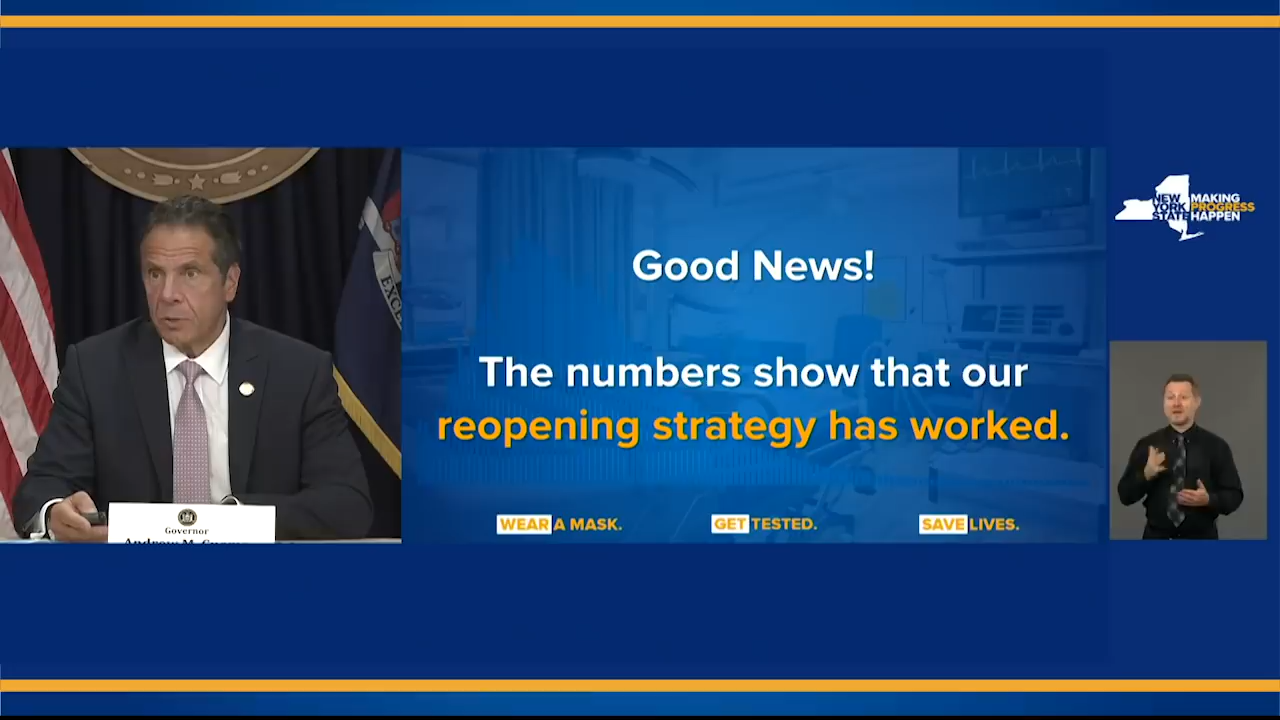 Good News!
The numbers show that our
reopening strategy has worked.
WEAR A MASK.
GET TESTED.
SAVE LIVES.
Governor
NEW YORK STATE
MAKING PROGRESS HAPPEN